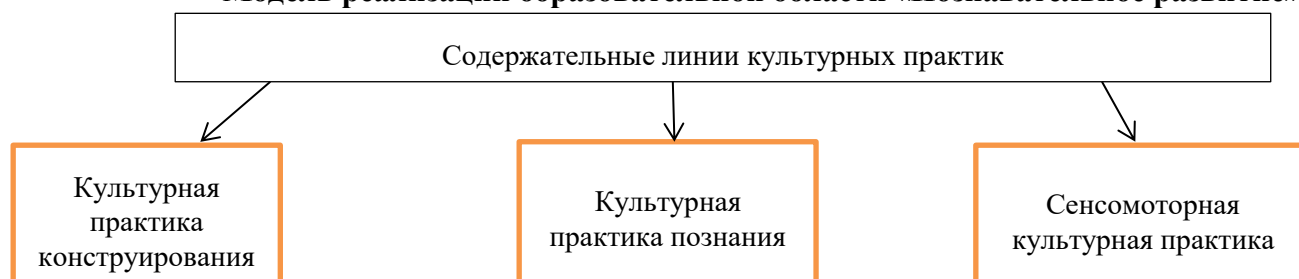 Модель реализации образовательной области «Познавательное развитие»
Содержательные линии культурных практик
Культурная
практика
конструирования
Культурная
практика познания
Сенсомоторная
культурная практика